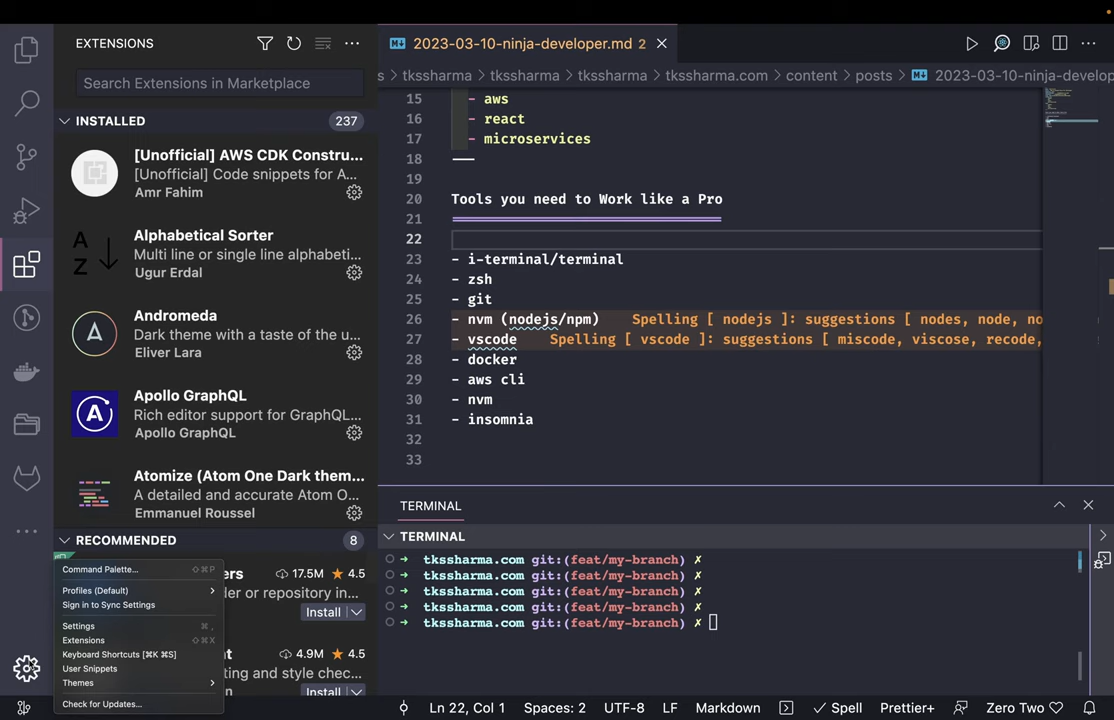 EXTENSIONS
Search Extensions in Marketplace
INSTALLED 237
[Unofficial] AWS CDK Constru...
[Unofficial] Code snippets for A...
Amr Fahim
A
Z
Alphabetical Sorter
Multi line or single line alphabeti...
Ugur Erdal
Andromeda
Dark theme with a taste of the u...
Eliver Lara
Apollo GraphQL
Rich editor support for GraphQL...
Apollo GraphQL
Atomize (Atom One Dark them...
A detailed and accurate Atom O...
Emmanuel Roussel
RECOMMENDED 8
ers 17.5M 4.5
der or repository in...
Install
t 4.9M 4.5
ting and style chec...
Install
Command Palette... ⇧⌘P
Profiles (Default)
Sign in to Sync Settings
Settings ⌘,
Extensions ⇧⌘X
Keyboard Shortcuts [⌘K ⌘S]
User Snippets
Themes
Check for Updates...
2023-03-10-ninja-developer.md 2
s > tkssharma > tkssharma > tkssharma > tkssharma.com > content > posts > 2023-03-10-ninja-develop
15 - aws
16 - react
17 - microservices
18 ---
19
20 Tools you need to Work like a Pro
21 =================================
22
23 - i-terminal/terminal
24 - zsh
25 - git
26 - nvm (nodejs/npm) Spelling [ nodejs ]: suggestions [ nodes, node, no
27 - vscode Spelling [ vscode ]: suggestions [ miscode, viscose, recode,
28 - docker
29 - aws cli
30 - nvm
31 - insomnia
32
33
TERMINAL
TERMINAL
➜ tkssharma.com git:(feat/my-branch) ✗
➜ tkssharma.com git:(feat/my-branch) ✗
➜ tkssharma.com git:(feat/my-branch) ✗
➜ tkssharma.com git:(feat/my-branch) ✗
➜ tkssharma.com git:(feat/my-branch) ✗
Ln 22, Col 1 Spaces: 2 UTF-8 LF Markdown ✓ Spell Prettier+ Zero Two ♡